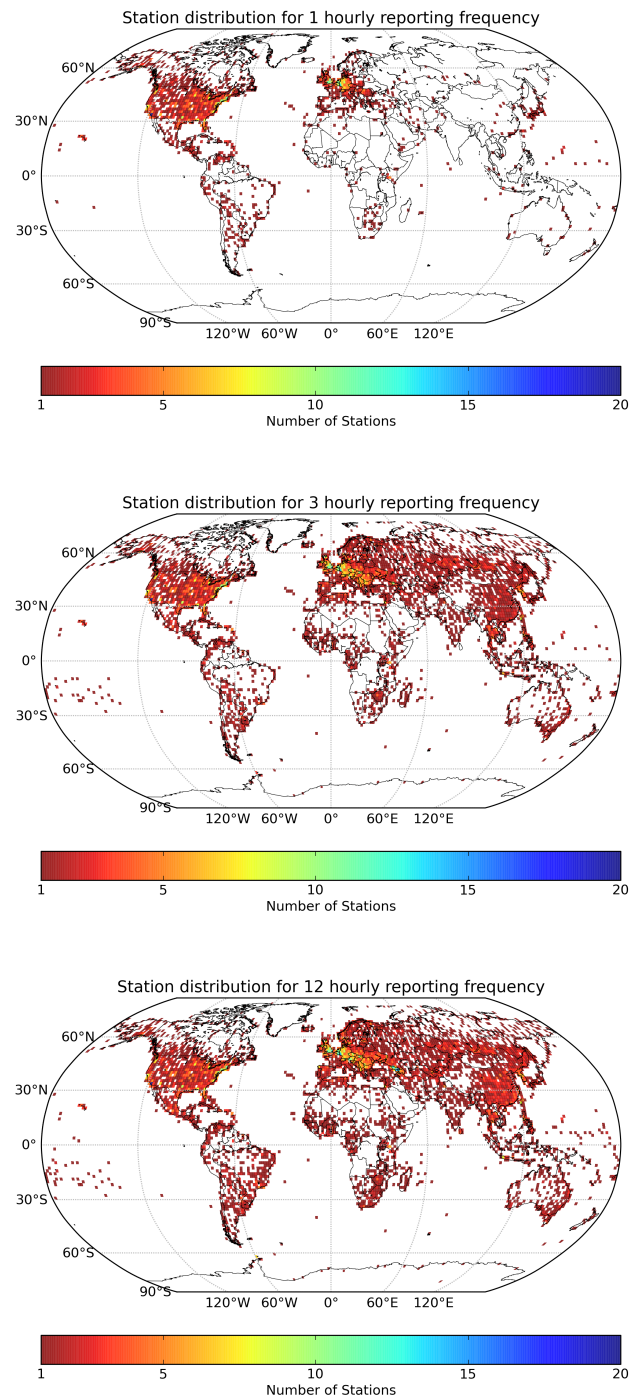 Station distribution for 1 hourly reporting frequency
60°N
30°N
0°
30°S
60°S
90°S
120°W 60°W 0° 60°E 120°E
1 5 10 15 20
Number of Stations
Station distribution for 3 hourly reporting frequency
60°N
30°N
0°
30°S
60°S
90°S
120°W 60°W 0° 60°E 120°E
1 5 10 15 20
Number of Stations
Station distribution for 12 hourly reporting frequency
60°N
30°N
0°
30°S
60°S
90°S
120°W 60°W 0° 60°E 120°E
1 5 10 15 20
Number of Stations